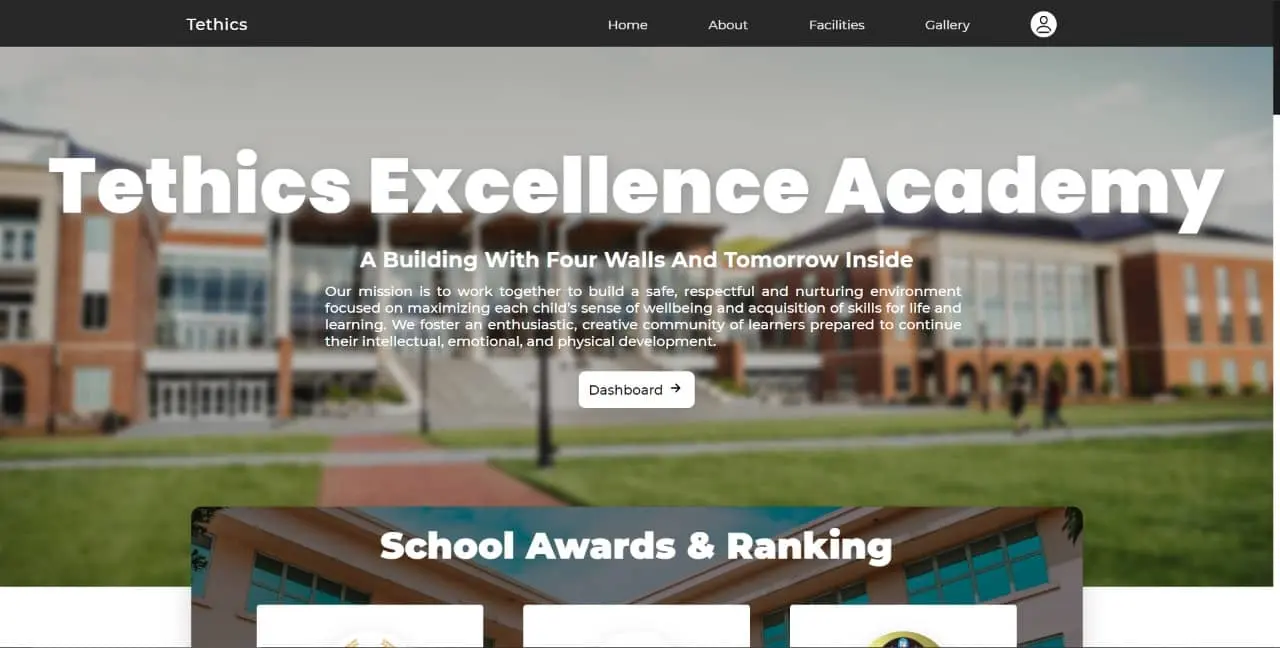 Tethics
Home About Facilities Gallery
Tethics Excellence Academy
A Building With Four Walls And Tomorrow Inside
Our mission is to work together to build a safe, respectful and nurturing environment
focused on maximizing each child's sense of wellbeing and acquisition of skills for life and
learning. We foster an enthusiastic, creative community of learners prepared to continue
their intellectual, emotional, and physical development.
Dashboard →
School Awards & Ranking